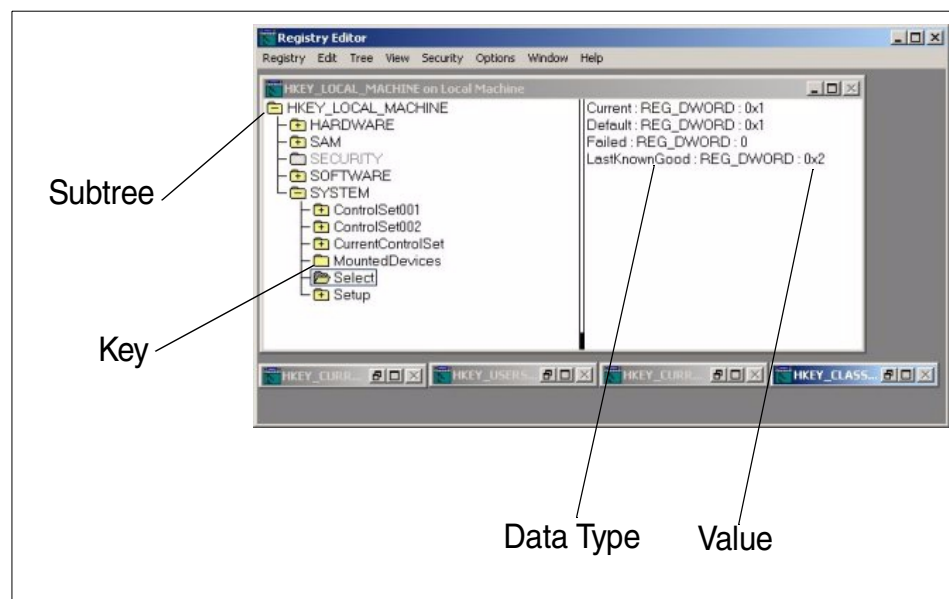 Registry Editor
Registry Edit Tree View Security Options Window Help
HKEY_LOCAL_MACHINE on Local Machine
HKEY_LOCAL_MACHINE
HARDWARE
SAM
SECURITY
SOFTWARE
SYSTEM
ControlSet001
ControlSet002
CurrentControlSet
MountedDevices
Select
Setup
Current : REG_DWORD : 0x1
Default : REG_DWORD : 0x1
Failed : REG_DWORD : 0
LastKnownGood : REG_DWORD : 0x2
Subtree
Key
HKEY_CURR... HKEY_USERS... HKEY_CURR... HKEY_CLASS...
Data Type Value